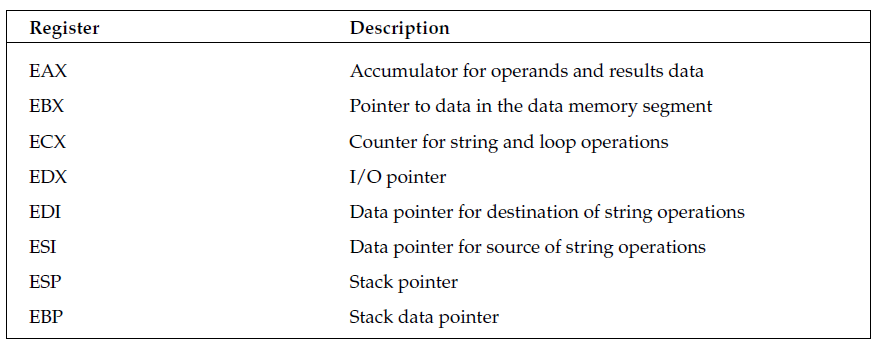 Register Description
EAX Accumulator for operands and results data
EBX Pointer to data in the data memory segment
ECX Counter for string and loop operations
EDX I/O pointer
EDI Data pointer for destination of string operations
ESI Data pointer for source of string operations
ESP Stack pointer
EBP Stack data pointer